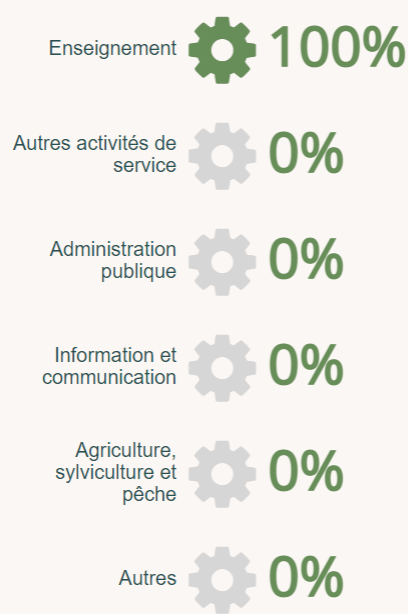 Enseignement 100%
Autres activités de
service 0%
Administration
publique 0%
Information et
communication 0%
Agriculture,
sylviculture et
pêche 0%
Autres 0%